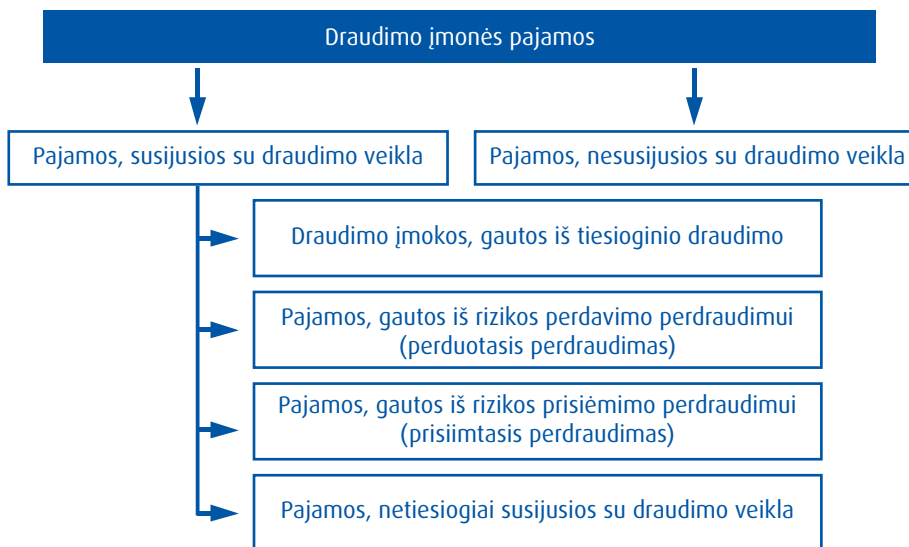 Draudimo įmonės pajamos
Pajamos, susijusios su draudimo veikla
Pajamos, nesusijusios su draudimo veikla
Draudimo įmokos, gautos iš tiesioginio draudimo
Pajamos, gautos iš rizikos perdavimo perdraudimui
(perduotasis perdraudimas)
Pajamos, gautos iš rizikos prisiėmimo perdraudimui
(prisiimtasis perdraudimas)
Pajamos, netiesiogiai susijusios su draudimo veikla